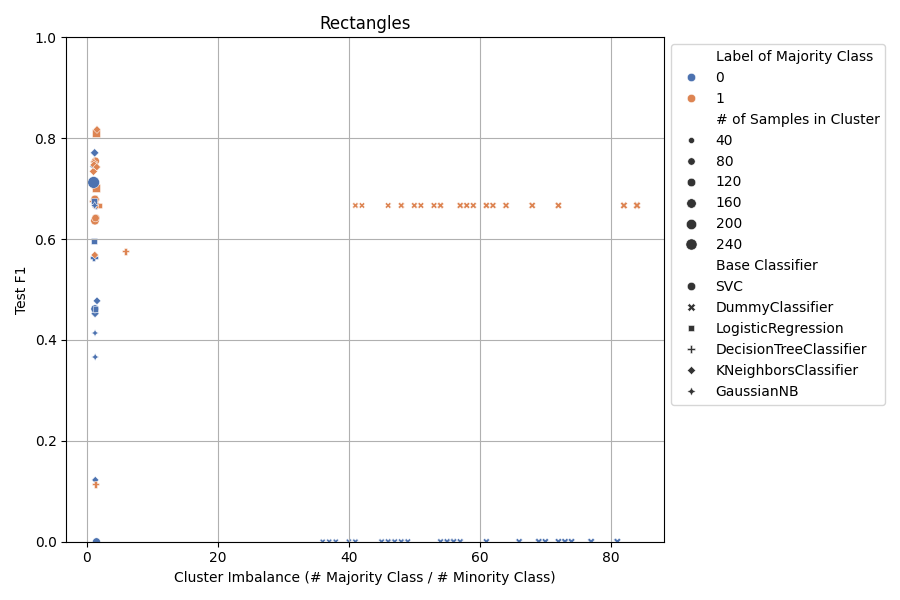 Rectangles
1.0
0.8
0.6
0.4
0.2
0.0
Test F1
0 20 40 60 80
Cluster Imbalance (# Majority Class / # Minority Class)
Label of Majority Class
0
1
# of Samples in Cluster
40
80
120
160
200
240
Base Classifier
SVC
DummyClassifier
LogisticRegression
DecisionTreeClassifier
KNeighborsClassifier
GaussianNB